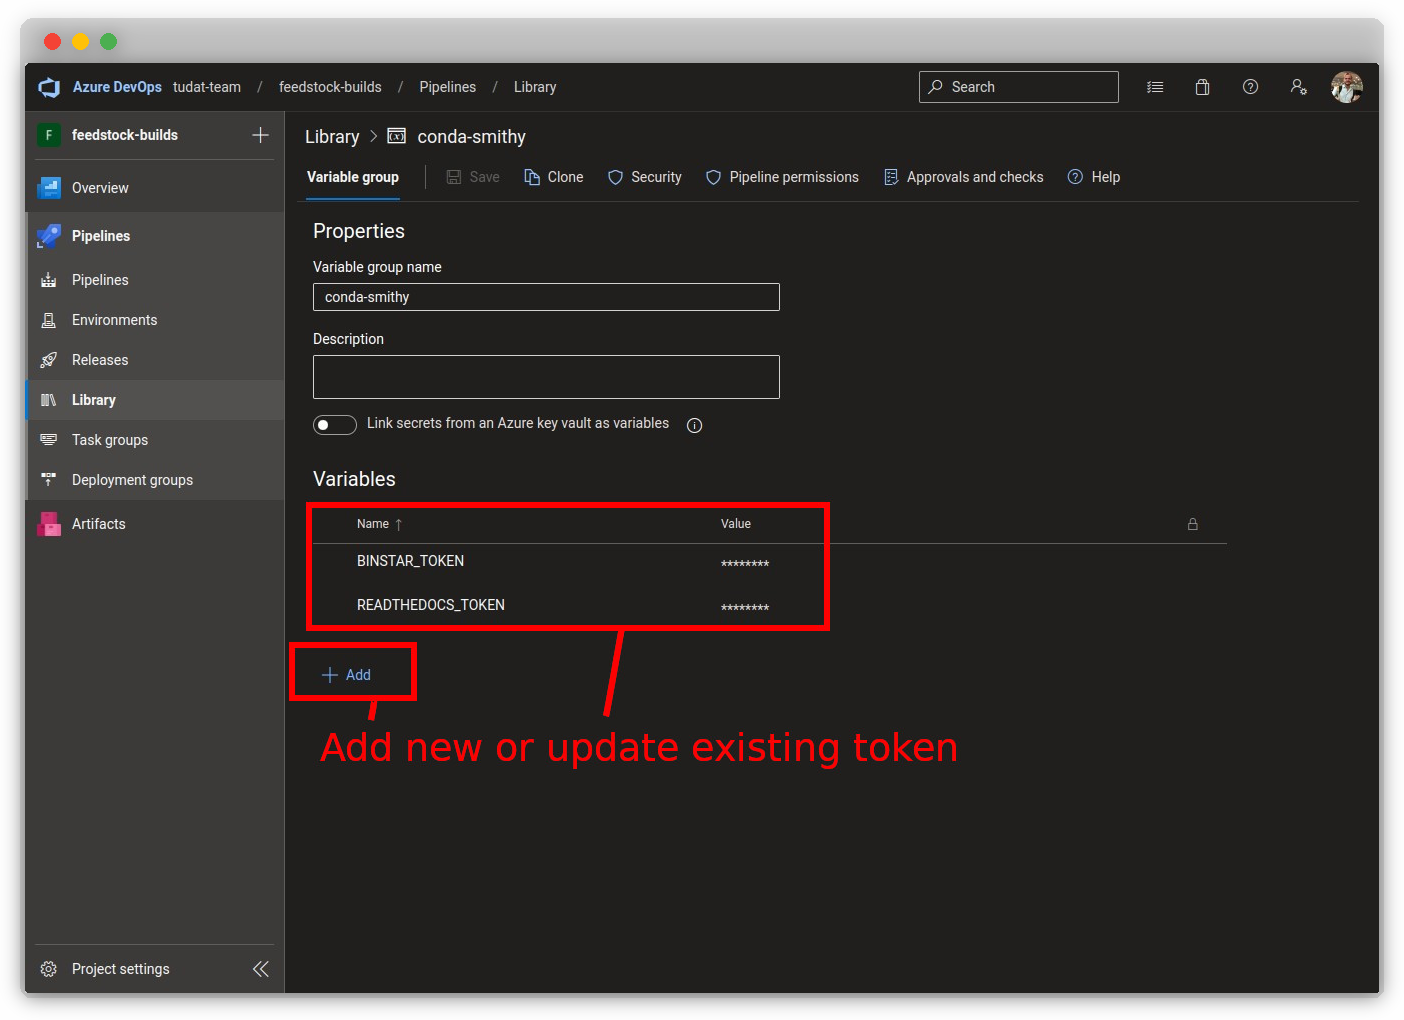 Azure DevOps tudat-team / feedstock-builds / Pipelines / Library Search
F feedstock-builds
Overview
Pipelines
Pipelines
Environments
Releases
Library
Task groups
Deployment groups
Artifacts
Project settings
Library > conda-smithy
Variable group Save Clone Security Pipeline permissions Approvals and checks Help
Properties
Variable group name
conda-smithy
Description
Link secrets from an Azure key vault as variables
Variables
Name ↑ Value
BINSTAR_TOKEN ********
READTHEDOCS_TOKEN ********
+ Add
Add new or update existing token